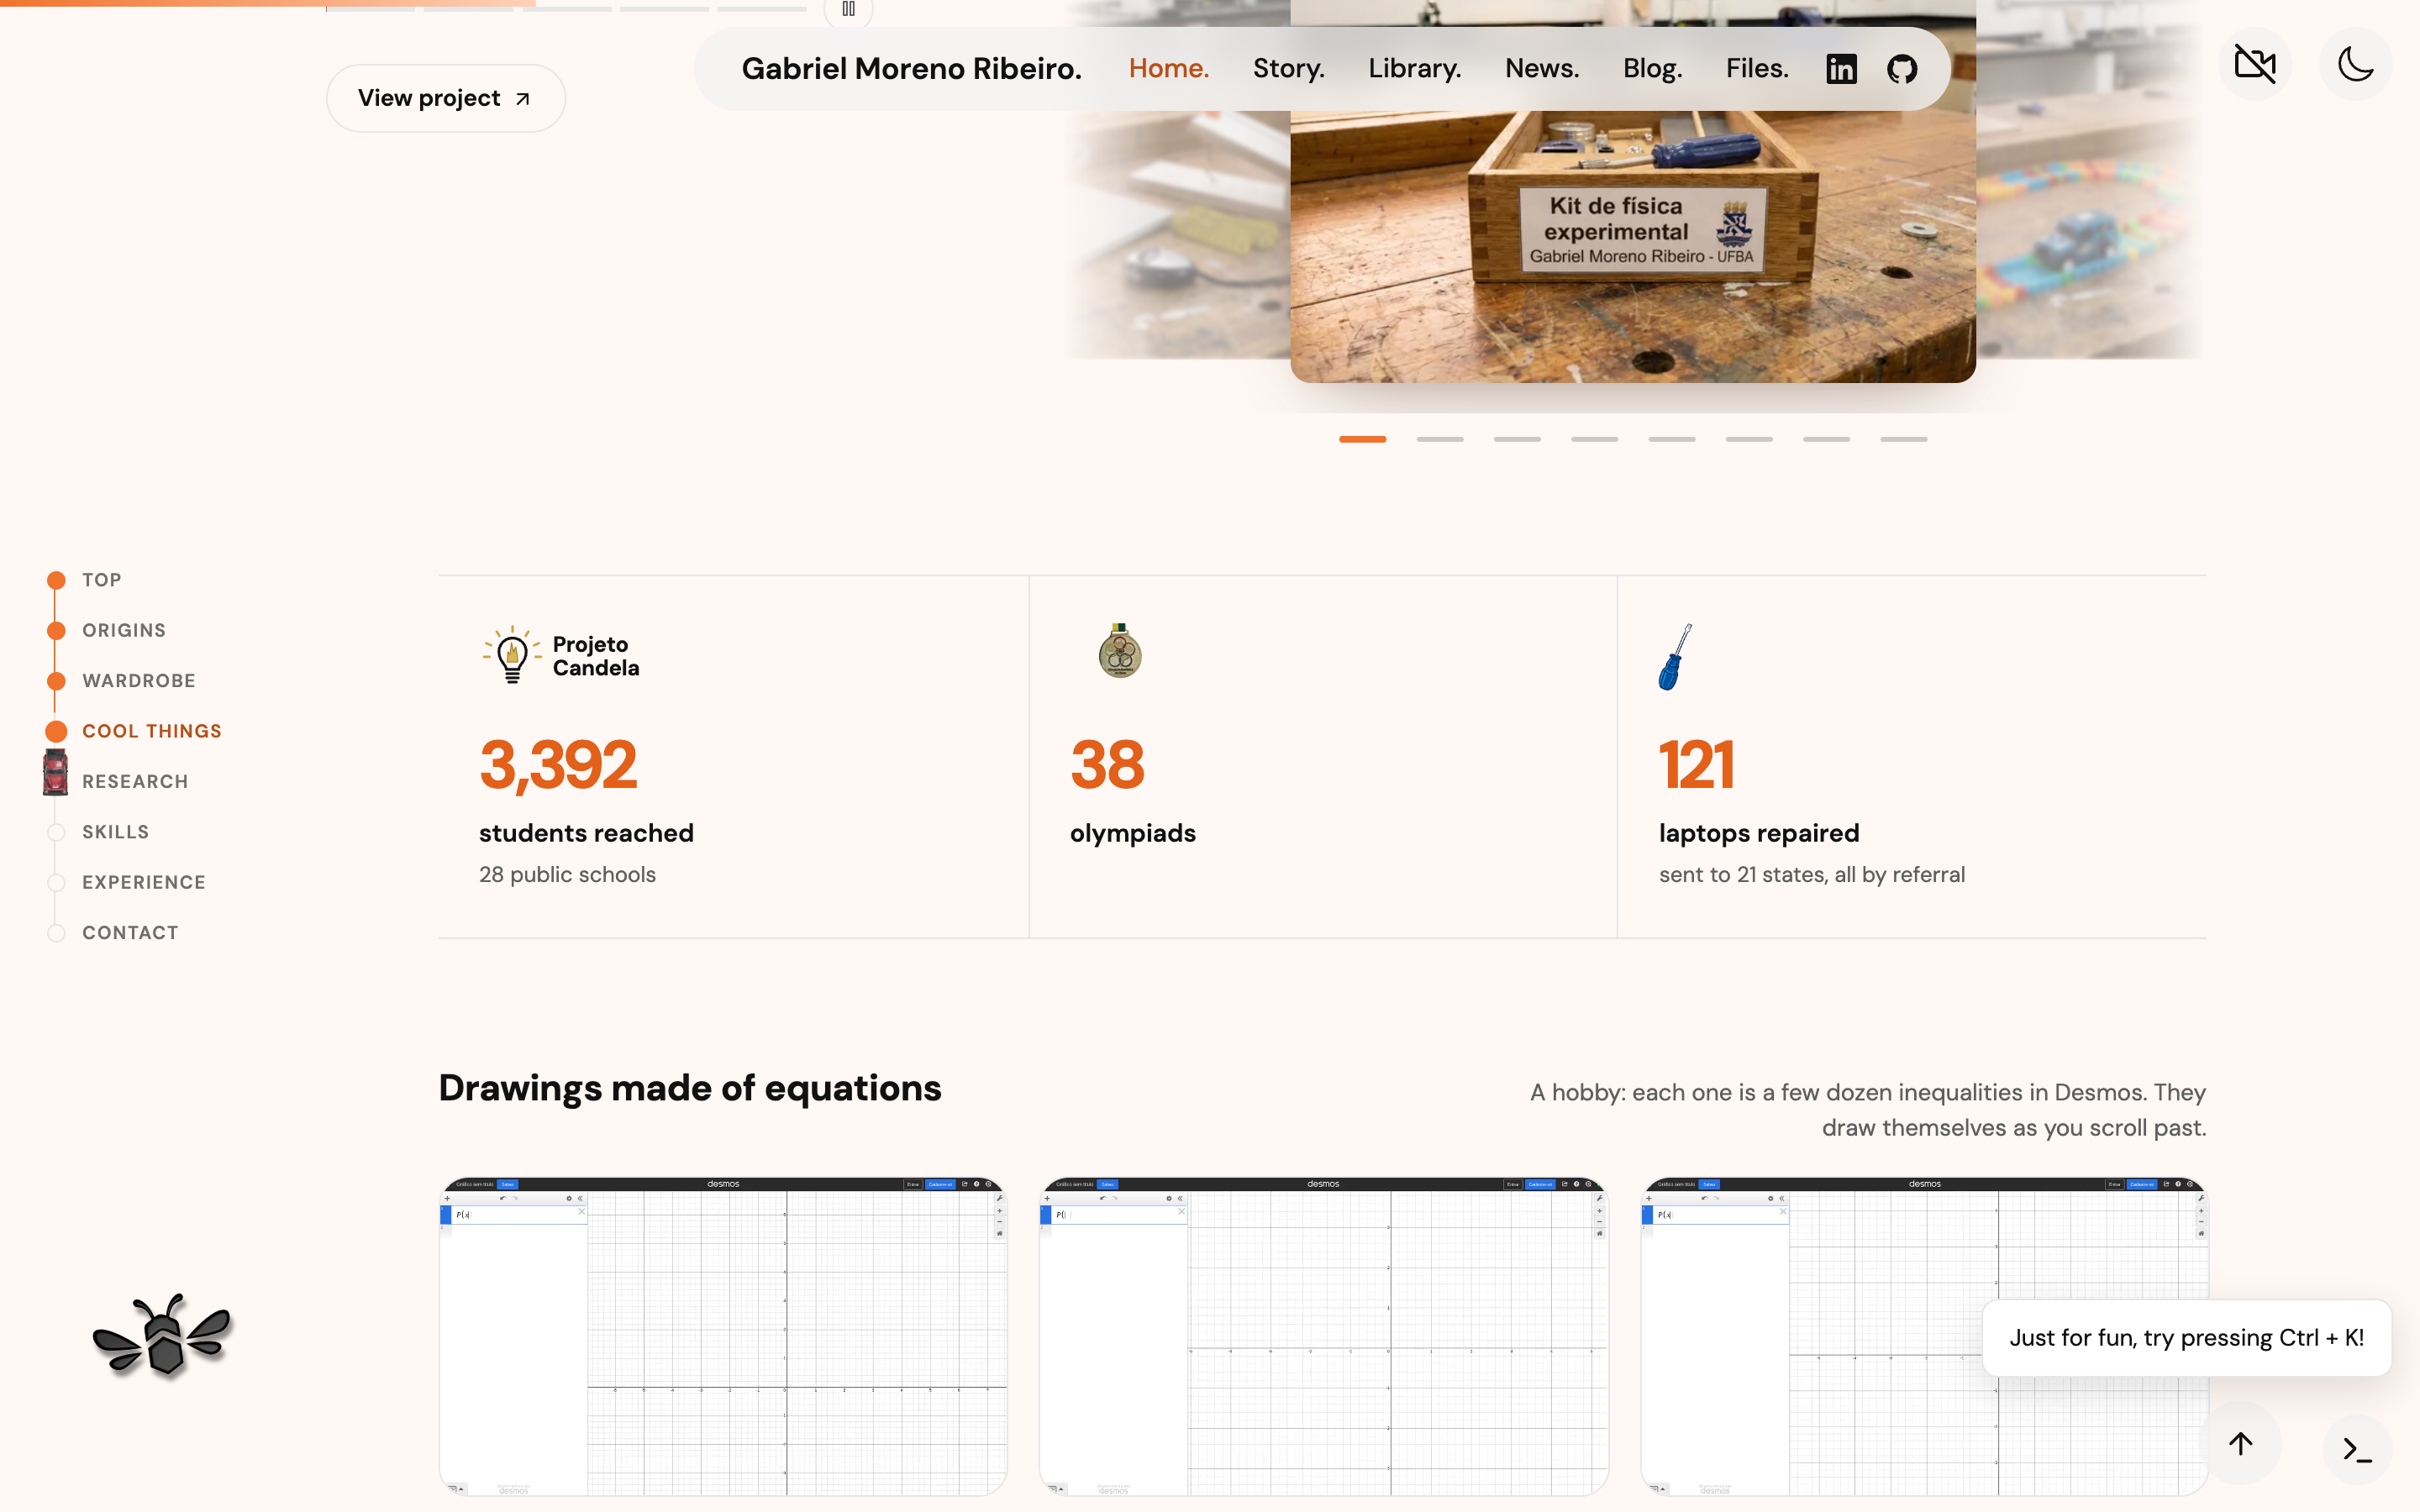 View project
Gabriel Moreno Ribeiro.
Home.
Story.
Library.
News.
Blog.
Files.
Kit de física
experimental
Gabriel Moreno Ribeiro - UFBA
TOP
ORIGINS
WARDROBE
COOL THINGS
RESEARCH
SKILLS
EXPERIENCE
CONTACT
Projeto
Candela
3,392
students reached
28 public schools
38
olympiads
121
laptops repaired
sent to 21 states, all by referral
Drawings made of equations
A hobby: each one is a few dozen inequalities in Desmos. They
draw themselves as you scroll past.
desmos
P(x
desmos
desmos
P(
desmos
desmos
P(x
desmos
Just for fun, try pressing Ctrl + K!